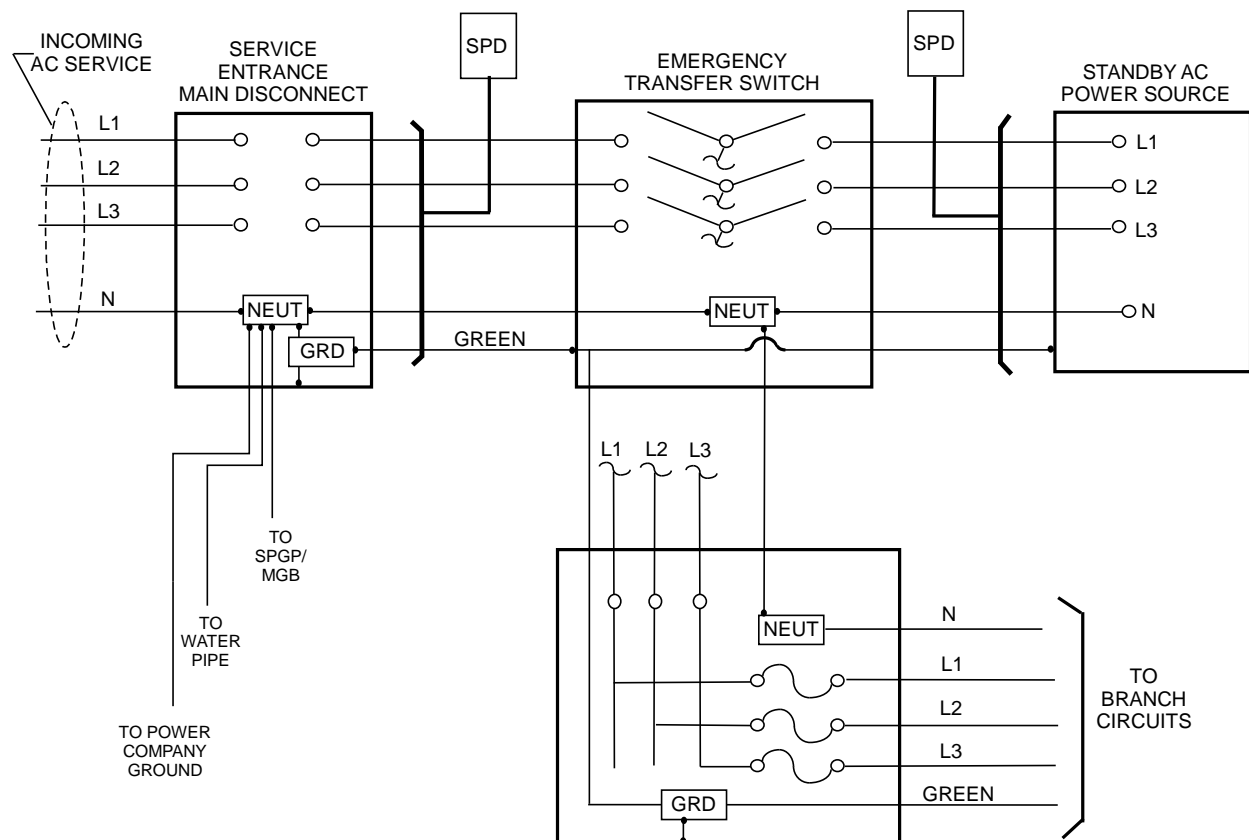 INCOMING
AC SERVICE
SERVICE
ENTRANCE
MAIN DISCONNECT
SPD
EMERGENCY
TRANSFER SWITCH
SPD
STANDBY AC
POWER SOURCE
L1
L2
L3
N
L1
L2
L3
N
NEUT
NEUT
GRD
GREEN
TO
SPGP/
MGB
TO
WATER
PIPE
TO POWER
COMPANY
GROUND
L1 L2 L3
NEUT
N
L1
L2
L3
GREEN
GRD
TO
BRANCH
CIRCUITS